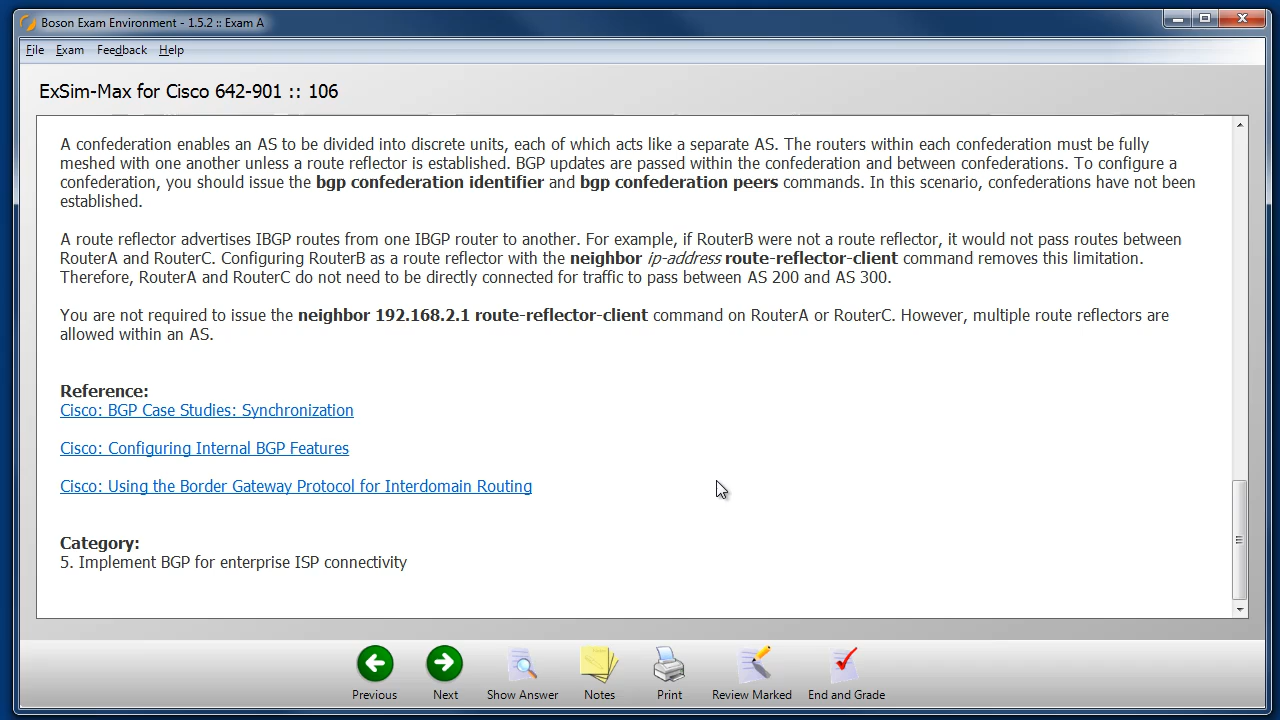 Boson Exam Environment - 1.5.2 :: Exam A
File Exam Feedback Help
ExSim-Max for Cisco 642-901 :: 106
A confederation enables an AS to be divided into discrete units, each of which acts like a separate AS. The routers within each confederation must be fully
meshed with one another unless a route reflector is established. BGP updates are passed within the confederation and between confederations. To configure a
confederation, you should issue the bgp confederation identifier and bgp confederation peers commands. In this scenario, confederations have not been
established.
A route reflector advertises IBGP routes from one IBGP router to another. For example, if RouterB were not a route reflector, it would not pass routes between
RouterA and RouterC. Configuring RouterB as a route reflector with the neighbor ip-address route-reflector-client command removes this limitation.
Therefore, RouterA and RouterC do not need to be directly connected for traffic to pass between AS 200 and AS 300.
You are not required to issue the neighbor 192.168.2.1 route-reflector-client command on RouterA or RouterC. However, multiple route reflectors are
allowed within an AS.
Reference:
Cisco: BGP Case Studies: Synchronization
Cisco: Configuring Internal BGP Features
Cisco: Using the Border Gateway Protocol for Interdomain Routing
Category:
5. Implement BGP for enterprise ISP connectivity
Previous Next Show Answer Notes Print Review Marked End and Grade